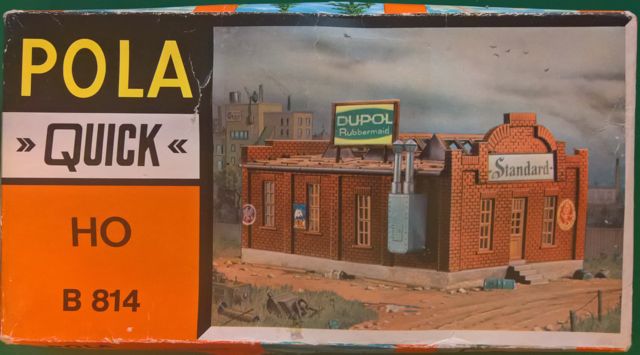 POLA
» QUICK «
HO
B 814
DUPOL
Rubbermaid
Standard